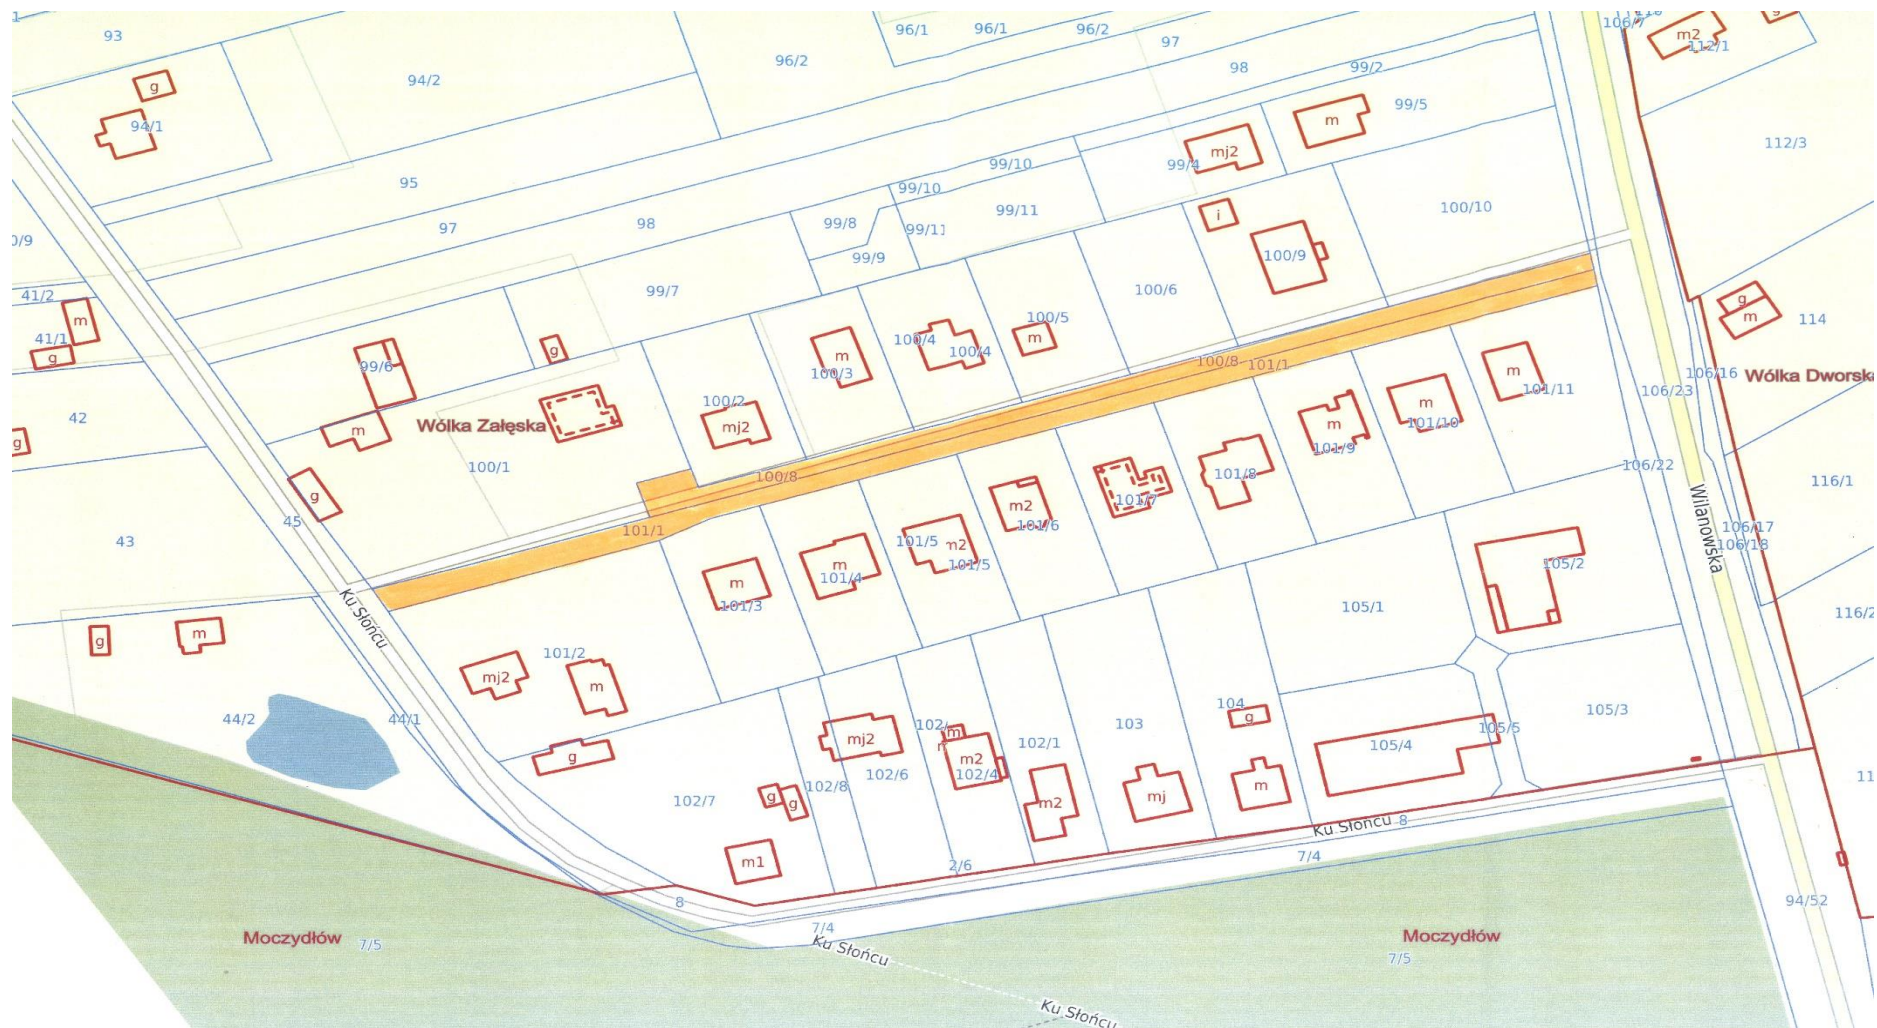 93
96/1
96/1
96/2
97
m2
112/1
94/2
96/2
98
99/2
g
94/1
99/5
m
112/3
mj2
95
99/10
99/4
99/10
99/11
i
100/10
97
98
99/8
99/11
100/9
99/9
41/2
99/7
100/6
g
m
114
m
41/1
g
g
100/5
m
m
100/4
100/4
99/6
100/3
100/8
101/1
m
106/16
Wólka Dworska
101/11
106/23
42
100/2
mj2
m
101/10
m
101/9
Wólka Załęska
m
g
100/1
100/8
101/8
106/22
116/1
g
101/7
Wilanowska
45
m2
101/6
106/17
106/18
101/1
43
101/5
m2
101/5
m
101/4
105/2
m
101/3
105/1
116/2
Ku Słońcu
g
m
101/2
mj2
m
44/2
44/1
104
g
105/3
103
105/5
102/
m
mj2
m2
102/1
105/4
g
102/6
102/4
102/8
m
102/7
g
g
m2
mj
Ku Słońcu
8
m1
2/6
7/4
8
94/52
7/4
Moczydłów
7/5
Ku Słońcu
Moczydłów
7/5
Ku Słońcu